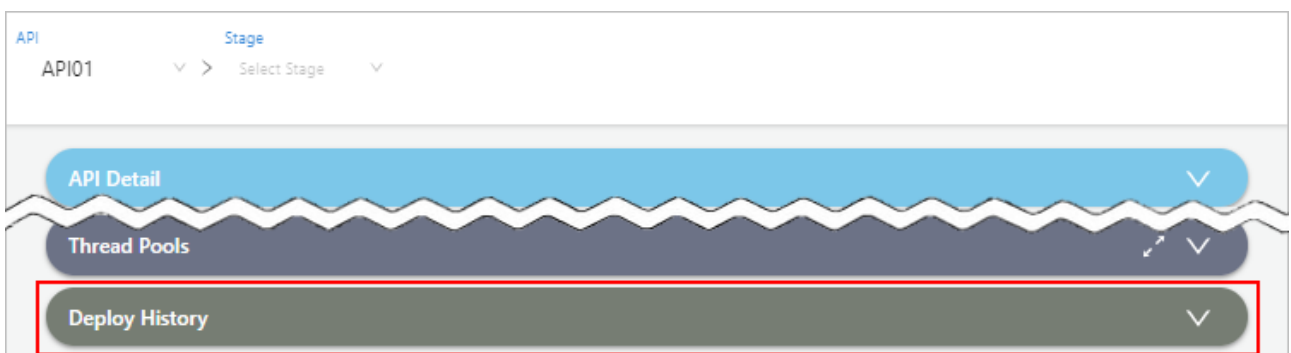 API Stage
API01 > Select Stage
API Detail
Thread Pools
Deploy History